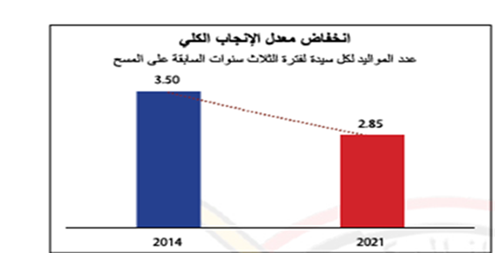 انخفاض معدل الإنجاب الكلي
عدد المواليد لكل سيدة لفترة الثلاث سنوات السابقة على المسح
3.50
2.85
2014
2021